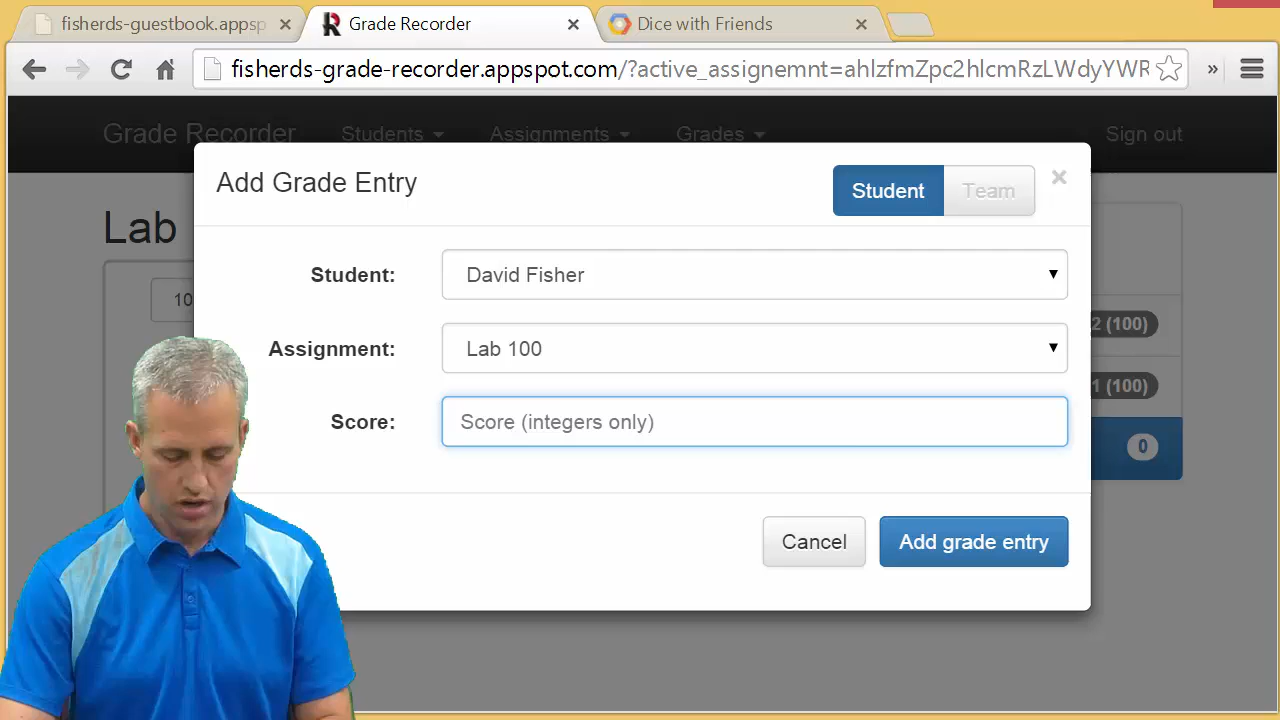 fisherds-guestbook.appsp
Grade Recorder
Dice with Friends
fisherds-grade-recorder.appspot.com/?active_assignemnt=ahlzfmZpc2hlcmRzLWdyYWR
»
Grade Recorder Students Assignments Grades Sign out
Add Grade Entry
Student Team
×
Lab
10
Student: David Fisher
2 (100)
Assignment: Lab 100
1 (100)
Score: Score (integers only)
0
Cancel Add grade entry